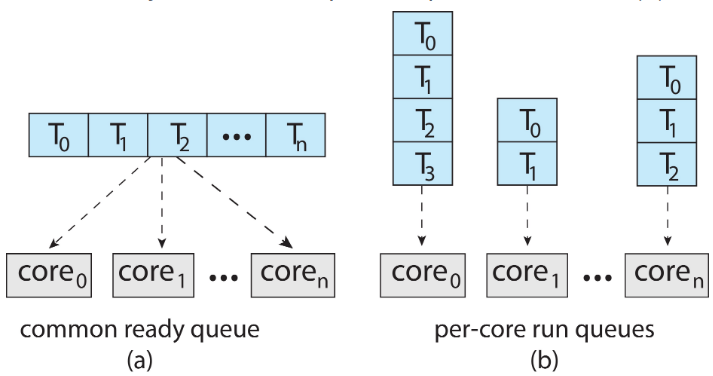 T₀ T₁ T₂ ••• Tₙ
core₀ core₁ ••• coreₙ
common ready queue
(a)
T₀
T₁
T₂
T₃
T₀
T₁
T₀
T₁
T₂
core₀ core₁ ••• coreₙ
per-core run queues
(b)